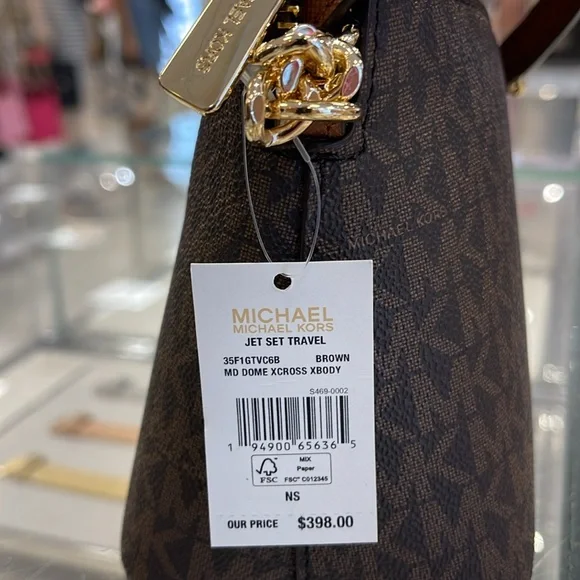 MICHAEL KORS
MICHAEL KORS
MICHAEL
MICHAEL KORS
JET SET TRAVEL
35F1GTVC6B BROWN
MD DOME XCROSS XBODY
S469-0002
1 94900 65636 5
FSC
MIX
Paper
FSC® C012345
NS
OUR PRICE $398.00